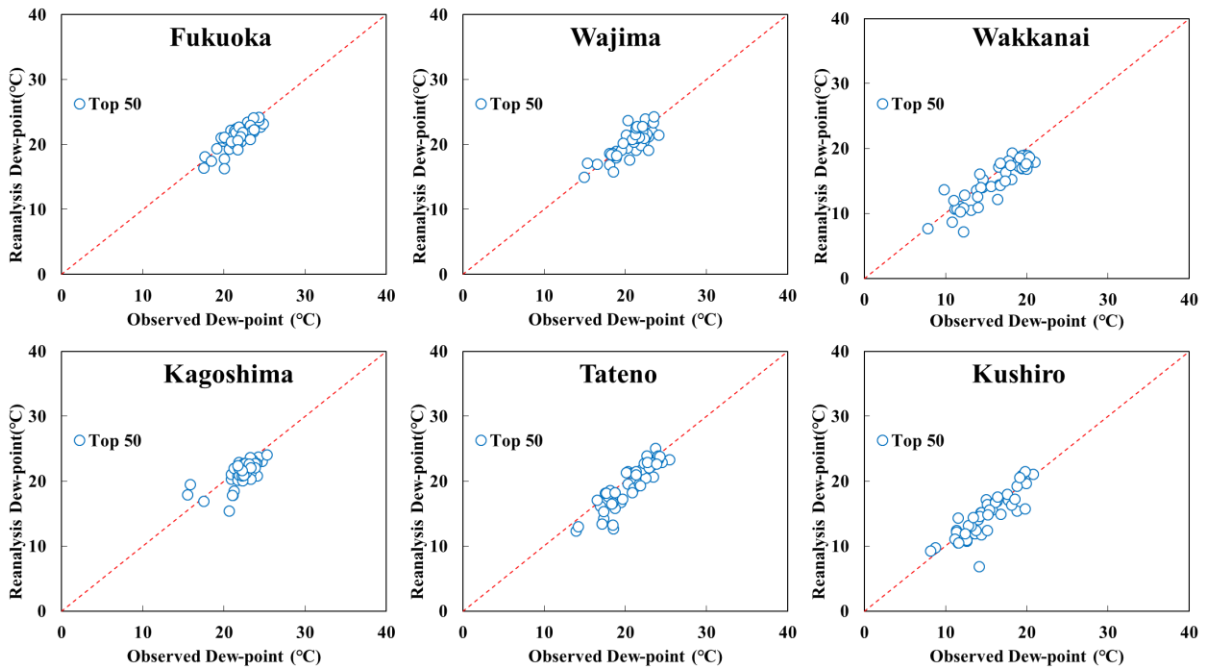 Fukuoka
Top 50
Reanalysis Dew-point(℃)
40
30
20
10
0
0 10 20 30 40
Observed Dew-point (℃)
Wajima
Top 50
Reanalysis Dew-point(℃)
40
30
20
10
0
0 10 20 30 40
Observed Dew-point (℃)
Wakkanai
Top 50
Reanalysis Dew-point(℃)
40
30
20
10
0
0 10 20 30 40
Observed Dew-point (℃)
Kagoshima
Top 50
Reanalysis Dew-point(℃)
40
30
20
10
0
0 10 20 30 40
Observed Dew-point (℃)
Tateno
Top 50
Reanalysis Dew-point(℃)
40
30
20
10
0
0 10 20 30 40
Observed Dew-point (℃)
Kushiro
Top 50
Reanalysis Dew-point(℃)
40
30
20
10
0
0 10 20 30 40
Observed Dew-point (℃)